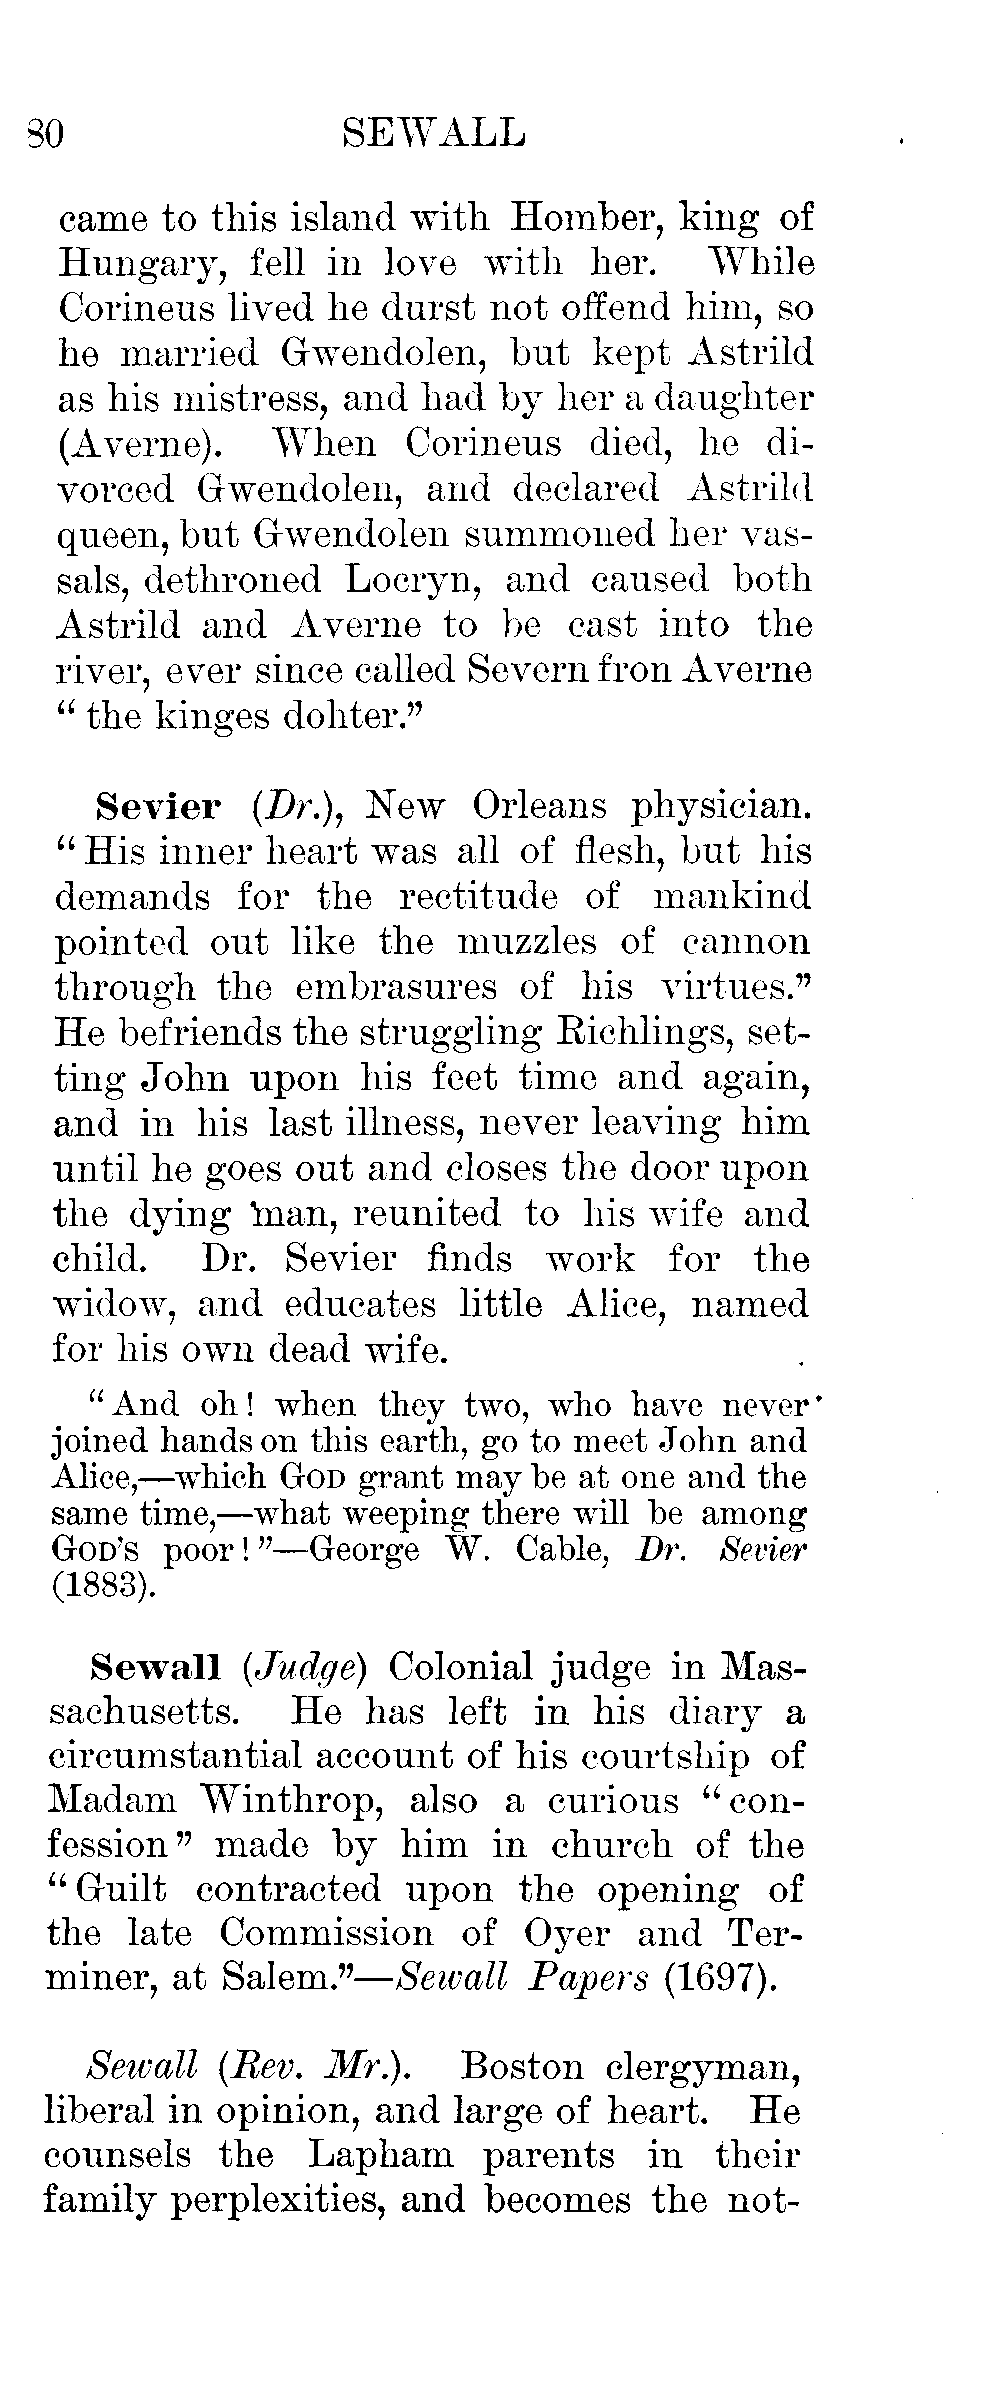 80 SEWALL
came to this island with Homber, king of
Hungary, fell in love with her. While
Corineus lived he durst not offend him, so
he married Gwendolen, but kept Astrild
as his mistress, and had by her a daughter
(Averne). When Corineus died, he di-
vorced Gwendolen, and declared Astrild
queen, but Gwendolen summoned her vas-
sals, dethroned Locryn, and caused both
Astrild and Averne to be cast into the
river, ever since called Severn fron Averne
“ the kinges dohter.”
Sevier (Dr.), New Orleans physician.
“ His inner heart was all of flesh, but his
demands for the rectitude of mankind
pointed out like the muzzles of cannon
through the embrasures of his virtues.”
He befriends the struggling Richlings, set-
ting John upon his feet time and again,
and in his last illness, never leaving him
until he goes out and closes the door upon
the dying man, reunited to his wife and
child. Dr. Sevier finds work for the
widow, and educates little Alice, named
for his own dead wife.
“ And oh! when they two, who have never
joined hands on this earth, go to meet John and
Alice,—which GOD grant may be at one and the
same time,—what weeping there will be among
GOD'S poor! ”—George W. Cable, Dr. Sevier
(1883).
Sewall (Judge) Colonial judge in Mas-
sachusetts. He has left in his diary a
circumstantial account of his courtship of
Madam Winthrop, also a curious “ con-
fession ” made by him in church of the
“ Guilt contracted upon the opening of
the late Commission of Oyer and Ter-
miner, at Salem.”—Sewall Papers (1697).
Sewall (Rev. Mr.). Boston clergyman,
liberal in opinion, and large of heart. He
counsels the Lapham parents in their
family perplexities, and becomes the not-